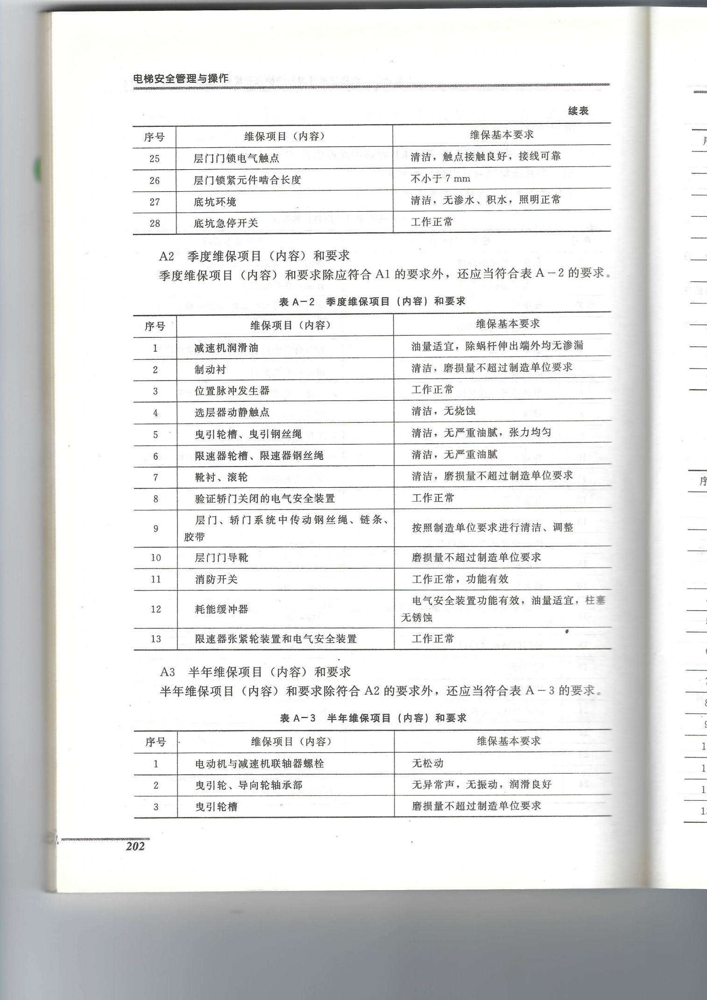 电梯安全管理与操作
续表
序号 维保项目（内容） 维保基本要求
25 层门门锁电气触点 清洁，触点接触良好，接线可靠
26 层门锁紧元件啮合长度 不小于 7 mm
27 底坑环境 清洁，无渗水、积水，照明正常
28 底坑急停开关 工作正常
A2 季度维保项目（内容）和要求
季度维保项目（内容）和要求除应符合 A1 的要求外，还应当符合表 A－2 的要求。
表 A－2 季度维保项目（内容）和要求
序号 维保项目（内容） 维保基本要求
1 减速机润滑油 油量适宜，除蜗杆伸出端外均无渗漏
2 制动衬 清洁，磨损量不超过制造单位要求
3 位置脉冲发生器 工作正常
4 选层器动静触点 清洁，无烧蚀
5 曳引轮槽、曳引钢丝绳 清洁，无严重油腻，张力均匀
6 限速器轮槽、限速器钢丝绳 清洁，无严重油腻
7 靴衬、滚轮 清洁，磨损量不超过制造单位要求
8 验证轿门关闭的电气安全装置 工作正常
9 层门、轿门系统中传动钢丝绳、链条、
胶带 按照制造单位要求进行清洁、调整
10 层门门导靴 磨损量不超过制造单位要求
11 消防开关 工作正常，功能有效
12 耗能缓冲器 电气安全装置功能有效，油量适宜，柱塞
无锈蚀
13 限速器张紧轮装置和电气安全装置 工作正常
A3 半年维保项目（内容）和要求
半年维保项目（内容）和要求除符合 A2 的要求外，还应当符合表 A－3 的要求。
表 A－3 半年维保项目（内容）和要求
序号 维保项目（内容） 维保基本要求
1 电动机与减速机联轴器螺栓 无松动
2 曳引轮、导向轮轴承部 无异常声，无振动，润滑良好
3 曳引轮槽 磨损量不超过制造单位要求
202